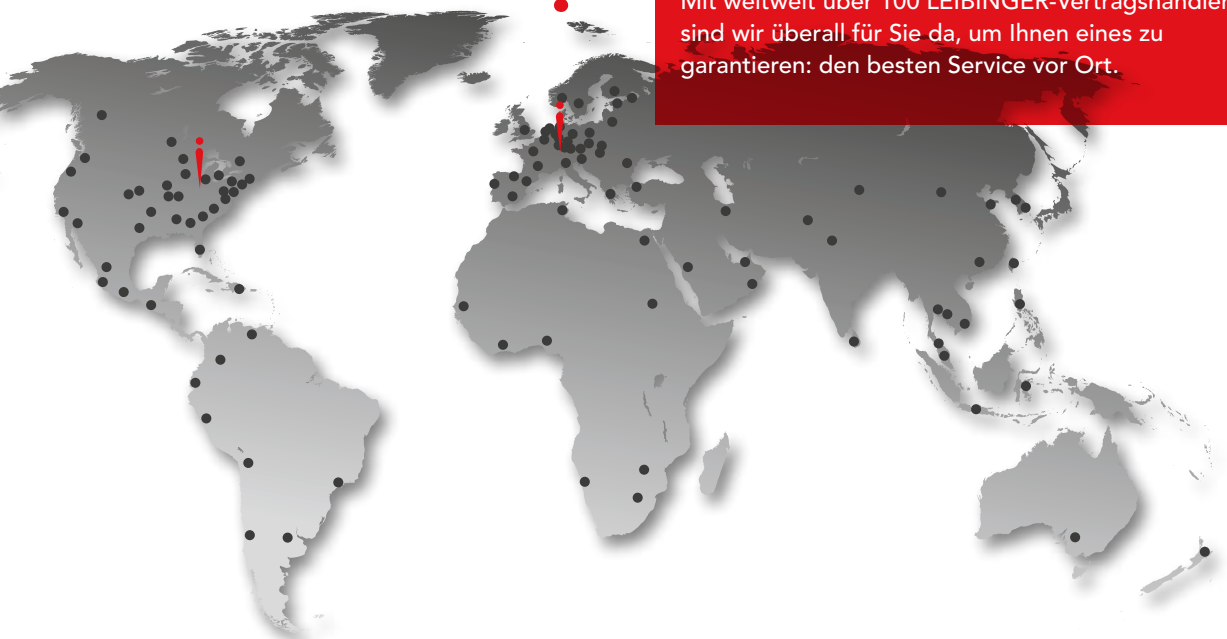 Mit weltweit über 100 LEIBINGER-Vertragshändlern
sind wir überall für Sie da, um Ihnen eines zu
garantieren: den besten Service vor Ort.